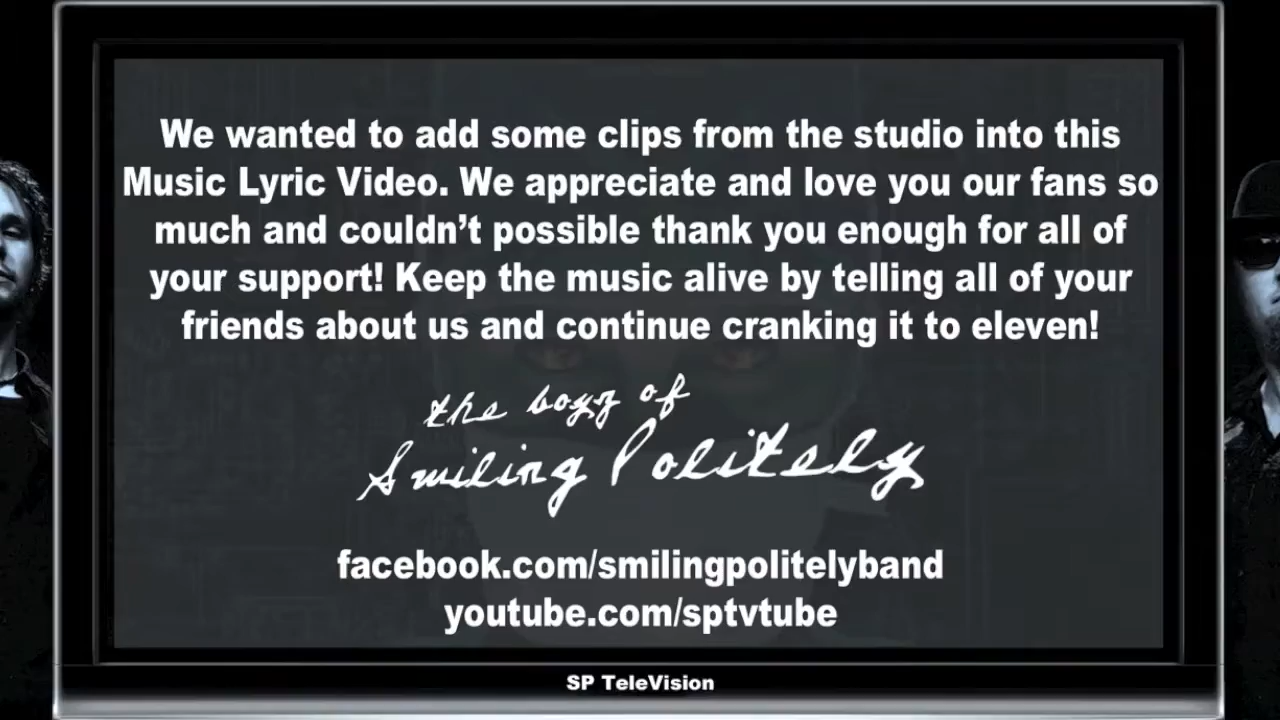 We wanted to add some clips from the studio into this
Music Lyric Video. We appreciate and love you our fans so
much and couldn't possible thank you enough for all of
your support! Keep the music alive by telling all of your
friends about us and continue cranking it to eleven!
the boyz of
Smiling Politely
facebook.com/smilingpolitelyband
youtube.com/sptvtube
SP TeleVision